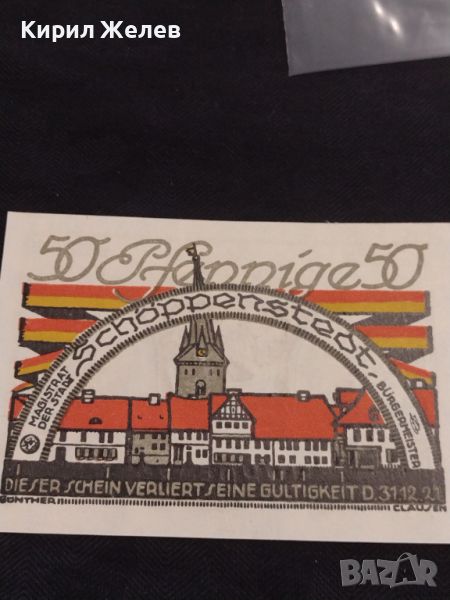 Кирил Желев
50 Pfennige 50
Schöppenstedt.
MAGISTRAT
DER STADT
BÜRGERMEISTER
DIESER SCHEIN VERLIERT SEINE GÜLTIGKEIT D. 31.12.21
GÜNTHER CLAUSEN
BAZAR